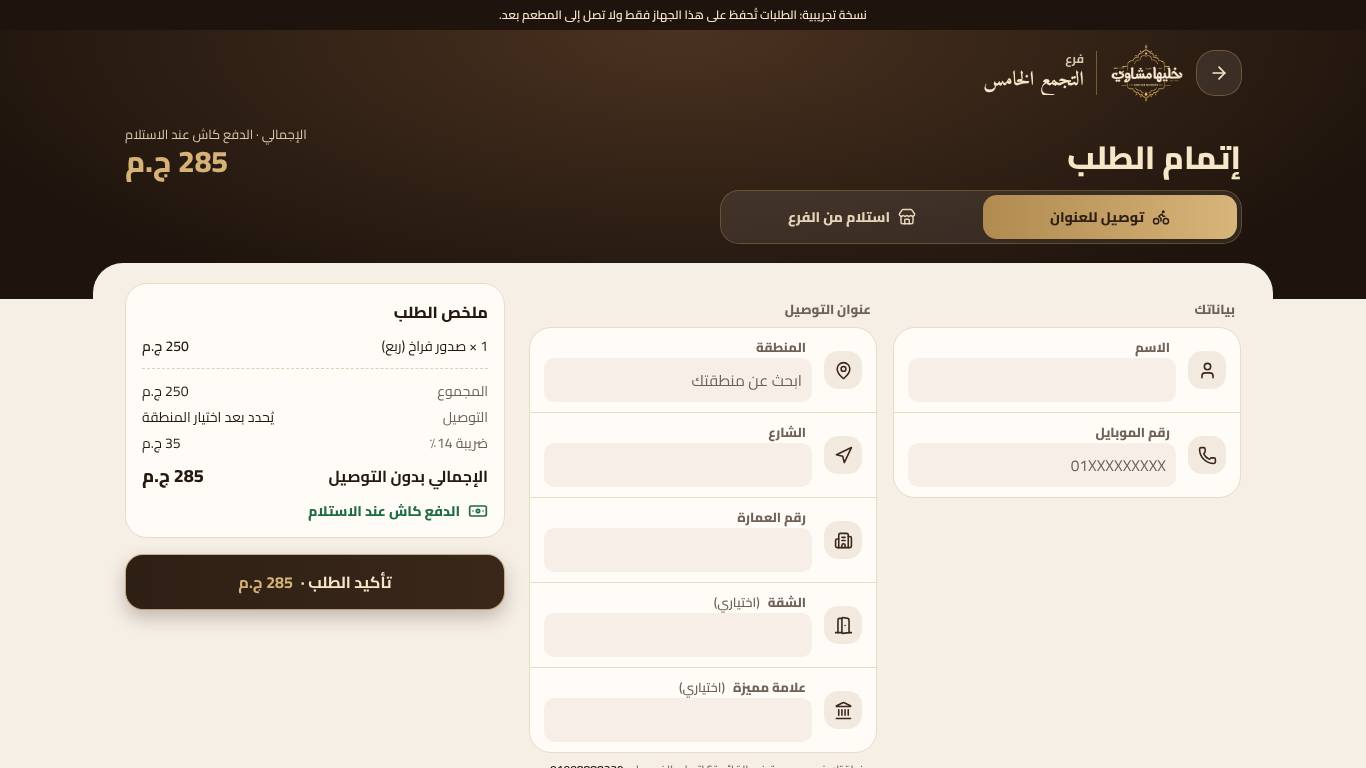 نسخة تجريبية: الطلبات تُحفظ على هذا الجهاز فقط ولا تصل إلى المطعم بعد.
خليها مشاوي
فرع
التجمع الخامس
إتمام الطلب
الإجمالي · الدفع كاش عند الاستلام
285 ج.م
توصيل للعنوان
استلام من الفرع
بياناتك
الاسم
رقم الموبايل
01XXXXXXXXX
عنوان التوصيل
المنطقة
ابحث عن منطقتك
الشارع
رقم العمارة
الشقة (اختياري)
علامة مميزة (اختياري)
ملخص الطلب
1 × صدور فراخ (ربع) 250 ج.م
المجموع 250 ج.م
التوصيل يُحدد بعد اختيار المنطقة
ضريبة 14٪ 35 ج.م
الإجمالي بدون التوصيل 285 ج.م
الدفع كاش عند الاستلام
تأكيد الطلب · 285 ج.م